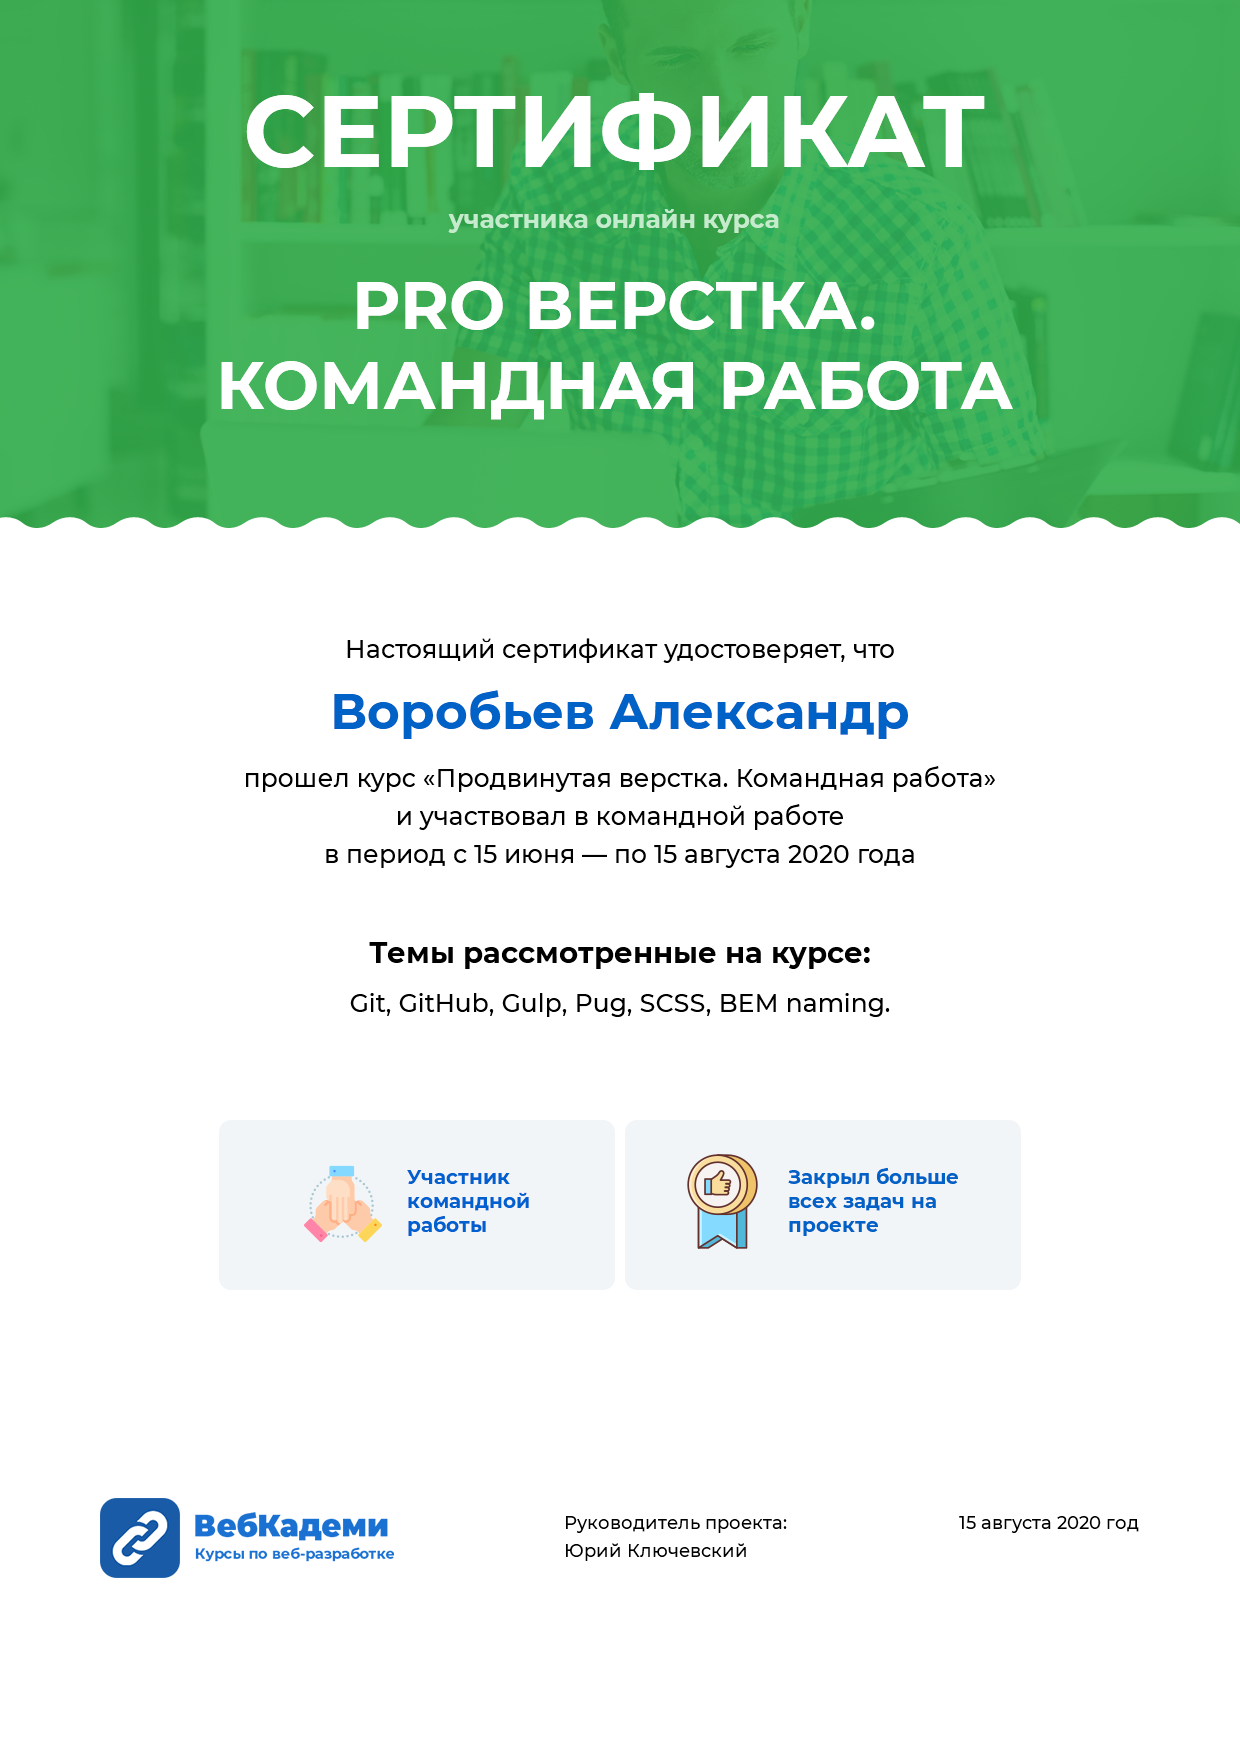 СЕРТИФИКАТ
участника онлайн курса
PRO ВЕРСТКА.
КОМАНДНАЯ РАБОТА
Настоящий сертификат удостоверяет, что
Воробьев Александр
прошел курс «Продвинутая верстка. Командная работа»
и участвовал в командной работе
в период с 15 июня — по 15 августа 2020 года
Темы рассмотренные на курсе:
Git, GitHub, Gulp, Pug, SCSS, BEM naming.
Участник
командной
работы
Закрыл больше
всех задач на
проекте
ВебКадеми
Курсы по веб-разработке
Руководитель проекта:
Юрий Ключевский
15 августа 2020 год